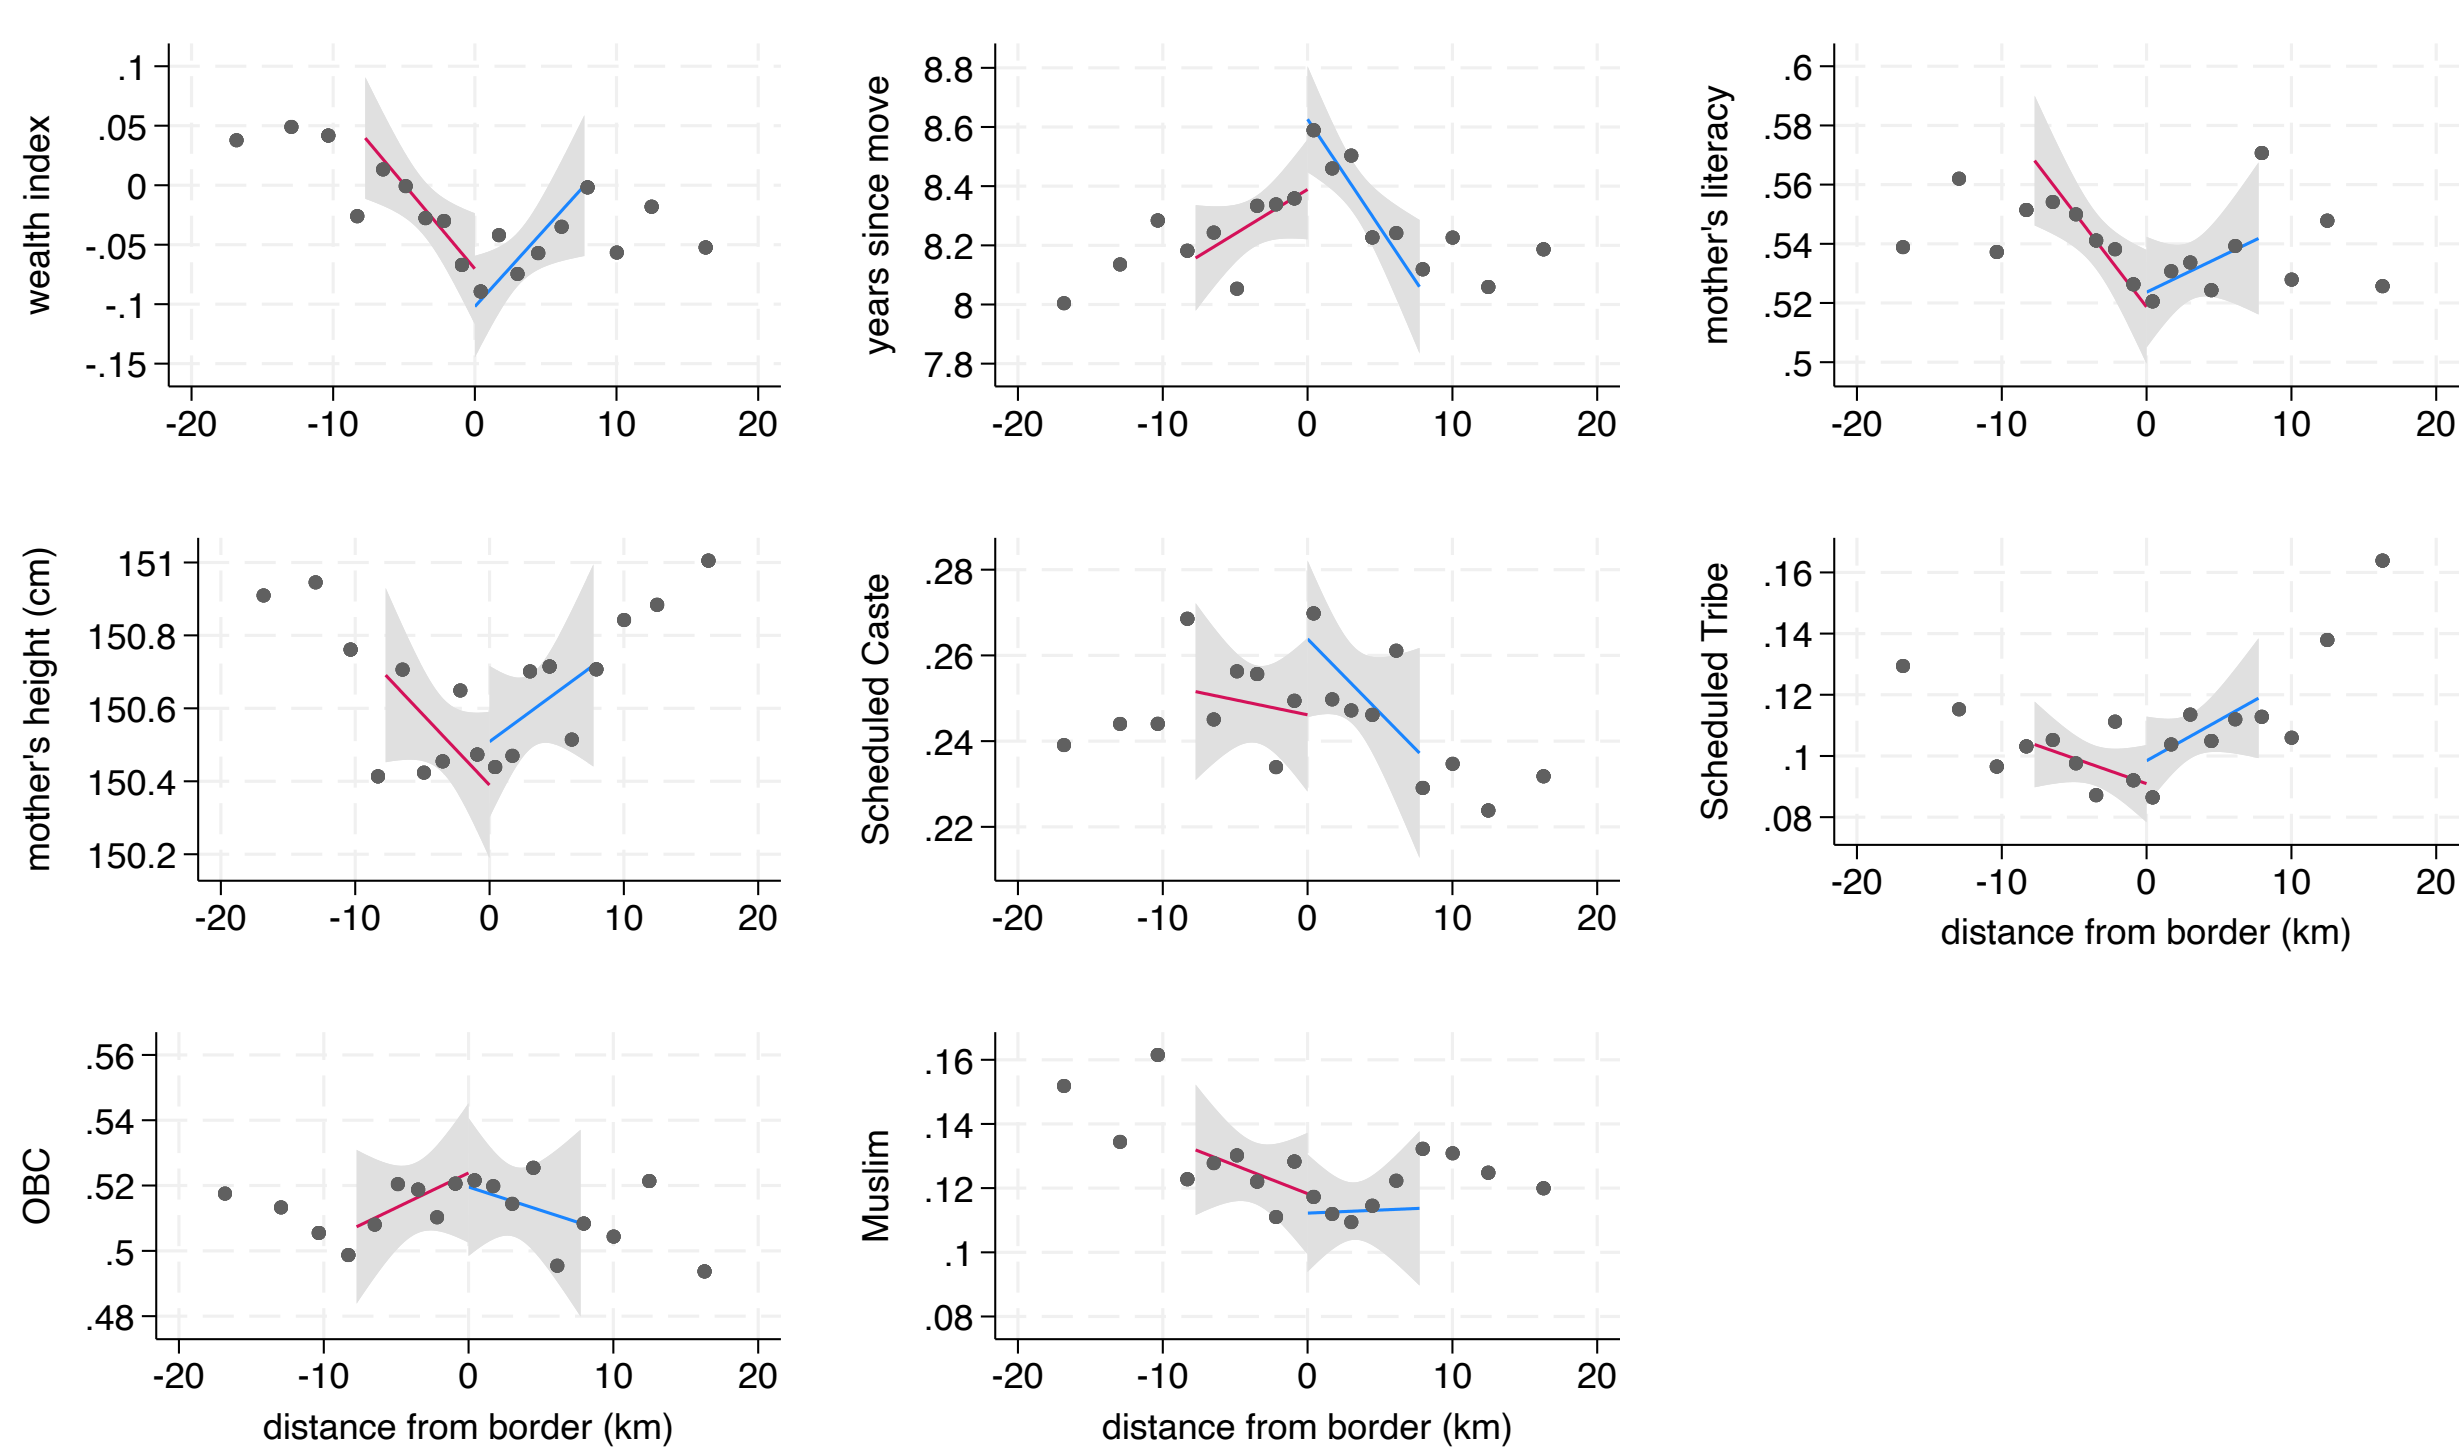 wealth index
.1
.05
0
-.05
-.1
-.15
-20 -10 0 10 20
years since move
8.8
8.6
8.4
8.2
8
7.8
-20 -10 0 10 20
mother's literacy
.6
.58
.56
.54
.52
.5
-20 -10 0 10 20
mother's height (cm)
151
150.8
150.6
150.4
150.2
-20 -10 0 10 20
Scheduled Caste
.28
.26
.24
.22
-20 -10 0 10 20
Scheduled Tribe
.16
.14
.12
.1
.08
-20 -10 0 10 20
distance from border (km)
OBC
.56
.54
.52
.5
.48
-20 -10 0 10 20
distance from border (km)
Muslim
.16
.14
.12
.1
.08
-20 -10 0 10 20
distance from border (km)